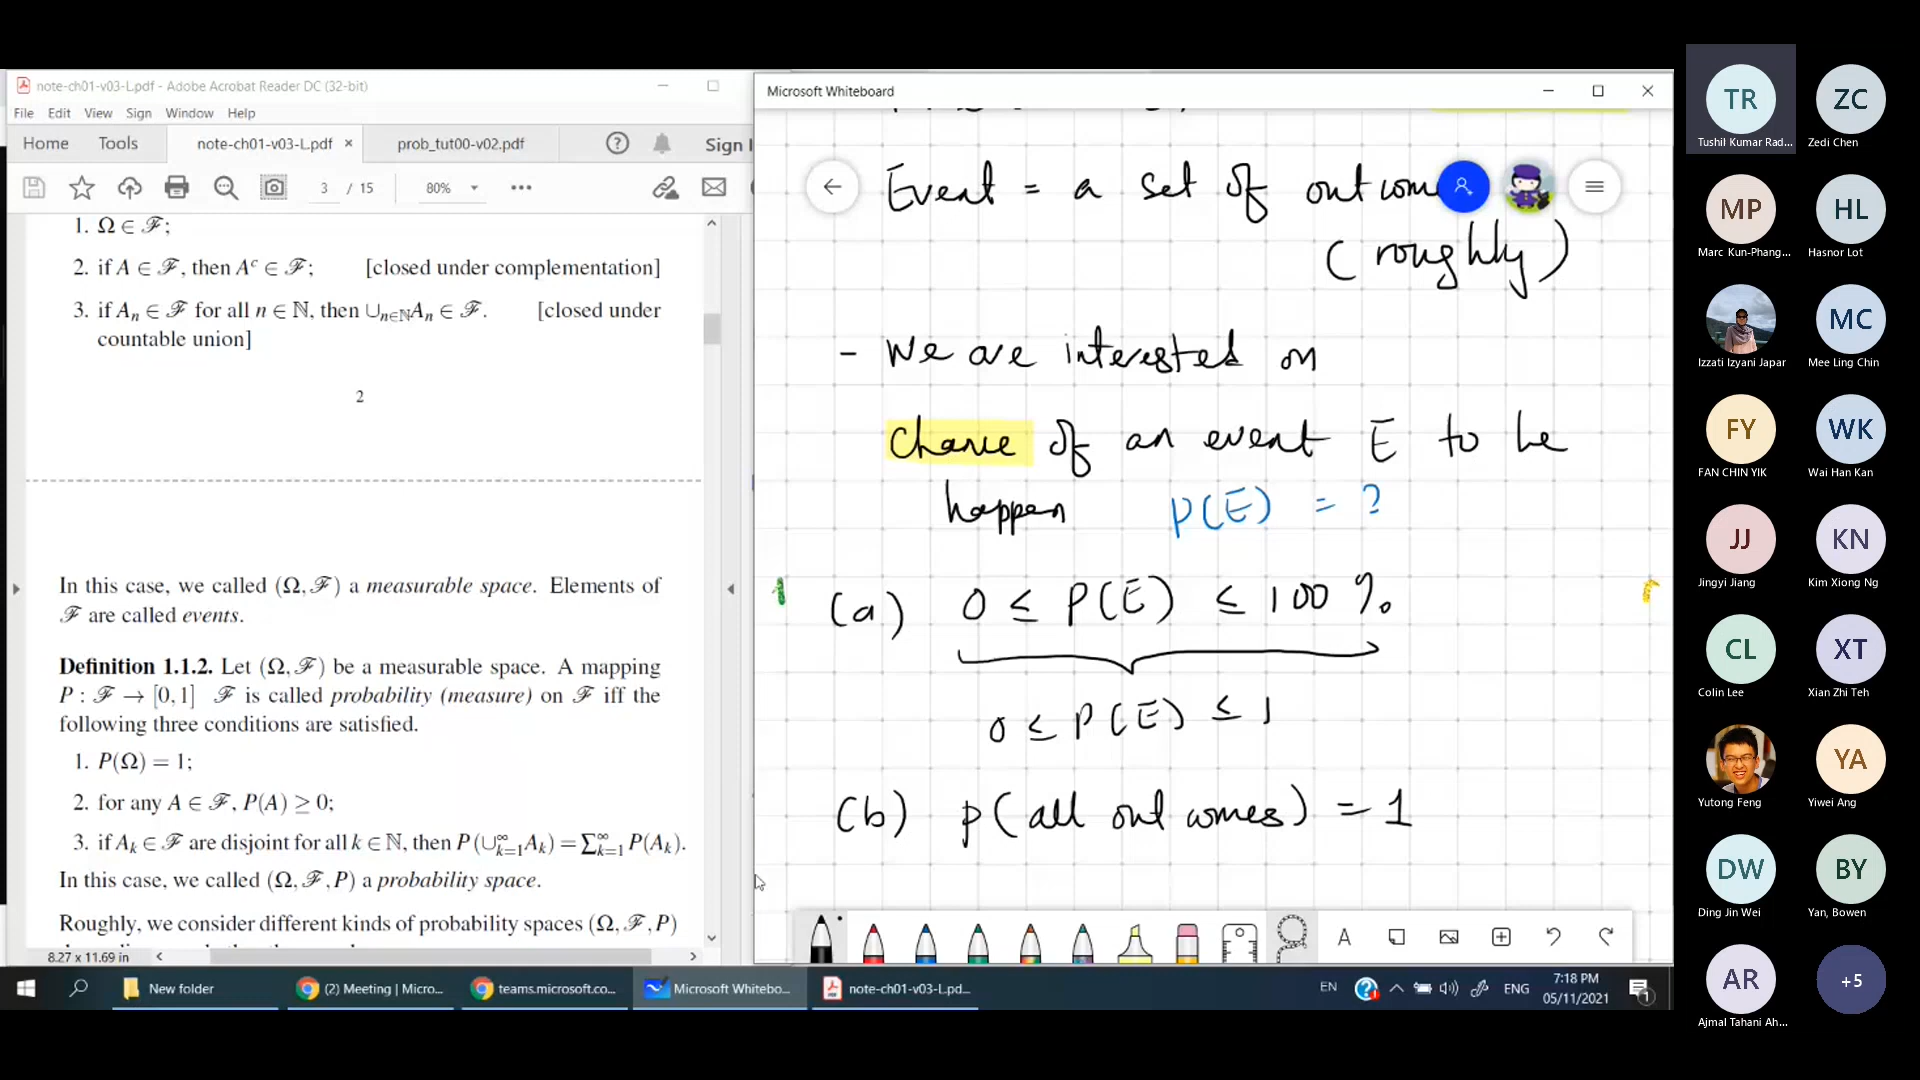 note-ch01-v03-L.pdf - Adobe Acrobat Reader DC (32-bit)
File Edit View Sign Window Help
Home Tools note-ch01-v03-L.pdf × prob_tut00-v02.pdf Sign I
3 / 15 80%
1. Ω ∈ ℱ;
2. if A ∈ ℱ, then Aᶜ ∈ ℱ; [closed under complementation]
3. if Aₙ ∈ ℱ for all n ∈ ℕ, then ∪ₙ∈ℕAₙ ∈ ℱ. [closed under
countable union]
2
In this case, we called (Ω, ℱ) a measurable space. Elements of
ℱ are called events.
Definition 1.1.2. Let (Ω, ℱ) be a measurable space. A mapping
P : ℱ → [0,1] ℱ is called probability (measure) on ℱ iff the
following three conditions are satisfied.
1. P(Ω) = 1;
2. for any A ∈ ℱ, P(A) ≥ 0;
3. if Aₖ ∈ ℱ are disjoint for all k ∈ ℕ, then P(∪∞ₖ₌₁Aₖ) = ∑∞ₖ₌₁ P(Aₖ).
In this case, we called (Ω, ℱ, P) a probability space.
Roughly, we consider different kinds of probability spaces (Ω, ℱ, P)
8.27 x 11.69 in
Microsoft Whiteboard
Event = a set of outcome
(roughly)
- We are interested on
chance of an event E to be
happen P(E) = ?
(a) 0 ≤ P(E) ≤ 100 %
0 ≤ P(E) ≤ 1
(b) P(all outcomes) = 1
TR
Tushil Kumar Rad...
ZC
Zedi Chen
MP
Marc Kun-Phang...
HL
Hasnor Lot
Izzati Izyani Japar
MC
Mee Ling Chin
FY
FAN CHIN YIK
WK
Wai Han Kan
JJ
Jingyi Jiang
KN
Kim Xiong Ng
CL
Colin Lee
XT
Xian Zhi Teh
Yutong Feng
YA
Yiwei Ang
DW
Ding Jin Wei
BY
Yan, Bowen
AR
Ajmal Tahani Ah...
+5
New folder
(2) Meeting | Micro...
teams.microsoft.co...
Microsoft Whitebo...
note-ch01-v03-L.pd...
EN
ENG
7:18 PM
05/11/2021
1